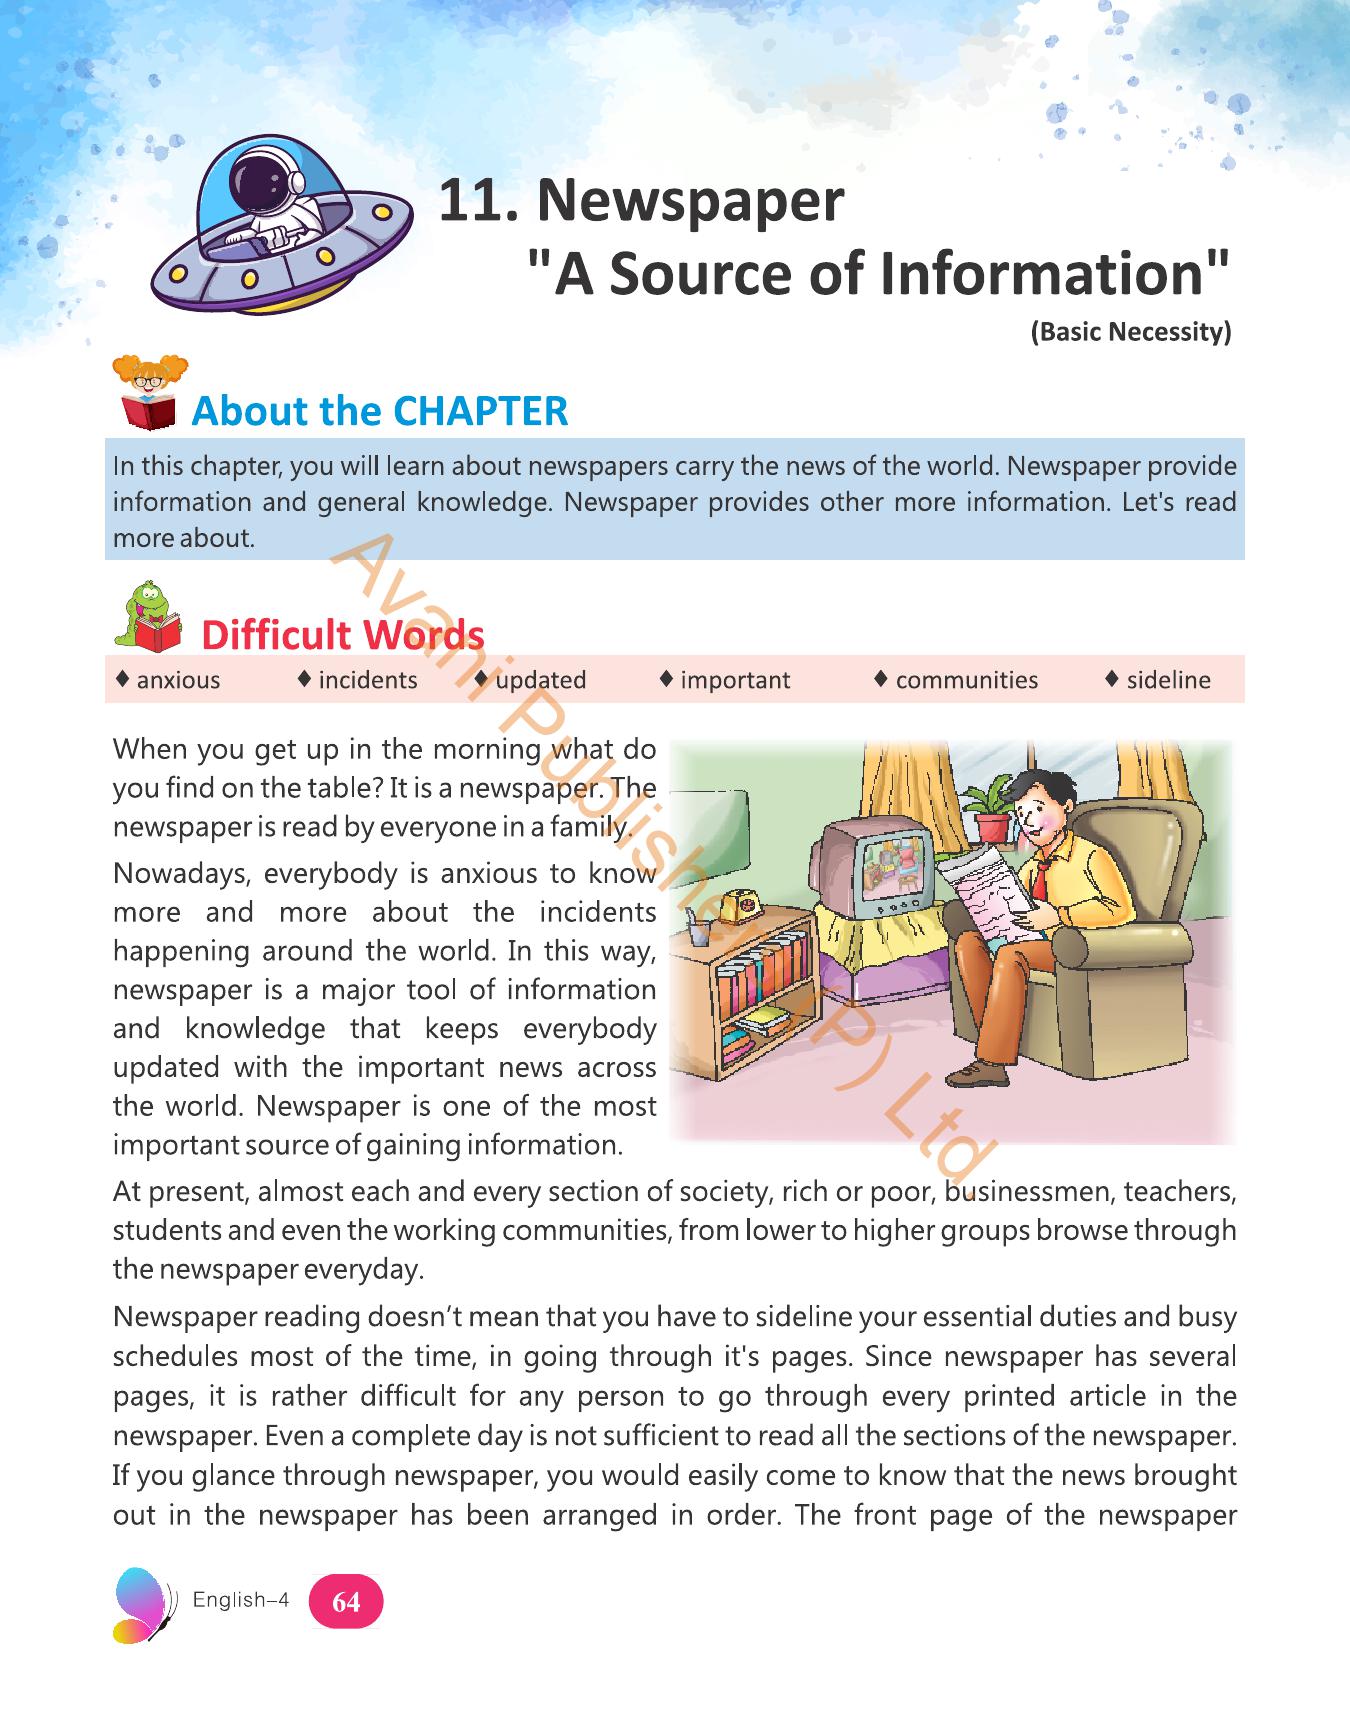 11. Newspaper
"A Source of Information"
(Basic Necessity)
About the CHAPTER
In this chapter, you will learn about newspapers carry the news of the world. Newspaper provide
information and general knowledge. Newspaper provides other more information. Let's read
more about.
Difficult Words
♦ anxious ♦ incidents ♦ updated ♦ important ♦ communities ♦ sideline
When you get up in the morning what do
you find on the table? It is a newspaper. The
newspaper is read by everyone in a family.
Nowadays, everybody is anxious to know
more and more about the incidents
happening around the world. In this way,
newspaper is a major tool of information
and knowledge that keeps everybody
updated with the important news across
the world. Newspaper is one of the most
important source of gaining information.
At present, almost each and every section of society, rich or poor, businessmen, teachers,
students and even the working communities, from lower to higher groups browse through
the newspaper everyday.
Newspaper reading doesn’t mean that you have to sideline your essential duties and busy
schedules most of the time, in going through it's pages. Since newspaper has several
pages, it is rather difficult for any person to go through every printed article in the
newspaper. Even a complete day is not sufficient to read all the sections of the newspaper.
If you glance through newspaper, you would easily come to know that the news brought
out in the newspaper has been arranged in order. The front page of the newspaper
English–4 64
Avani Publisher (P) Ltd.